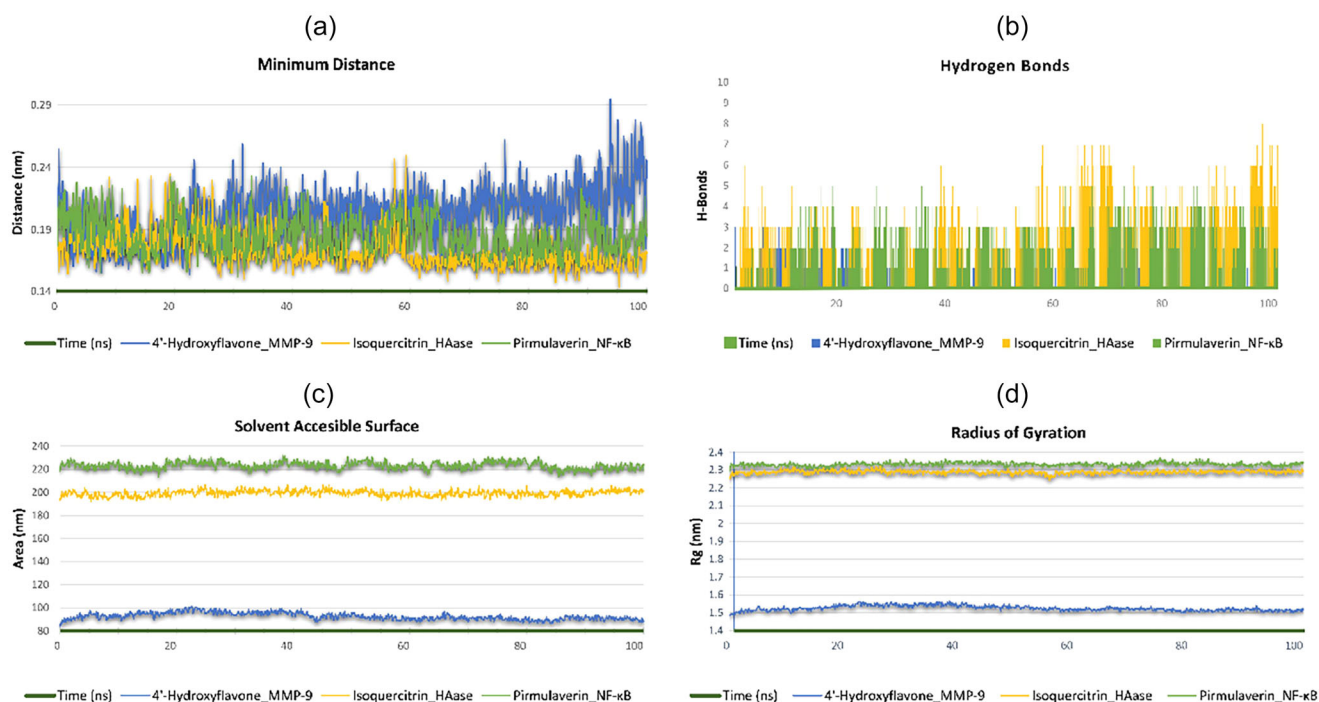 (a)
Minimum Distance
Distance (nm)
0.29
0.24
0.19
0.14
0 20 40 60 80 100
Time (ns) 4'-Hydroxyflavone_MMP-9 Isoquercitrin_HAase Pirmulaverin_NF-κB
(b)
Hydrogen Bonds
H-Bonds
10
9
8
7
6
5
4
3
2
1
0
20 40 60 80 100
Time (ns) 4'-Hydroxyflavone_MMP-9 Isoquercitrin_HAase Pirmulaverin_NF-κB
(c)
Solvent Accesible Surface
Area (nm)
240
220
200
180
160
140
120
100
80
0 20 40 60 80 100
Time (ns) 4'-Hydroxyflavone_MMP-9 Isoquercitrin_HAase Pirmulaverin_NF-κB
(d)
Radius of Gyration
Rg (nm)
2.4
2.3
2.2
2.1
2
1.9
1.8
1.7
1.6
1.5
1.4
0 20 40 60 80 100
Time (ns) 4'-Hydroxyflavone_MMP-9 Isoquercitrin_HAase Pirmulaverin_NF-κB